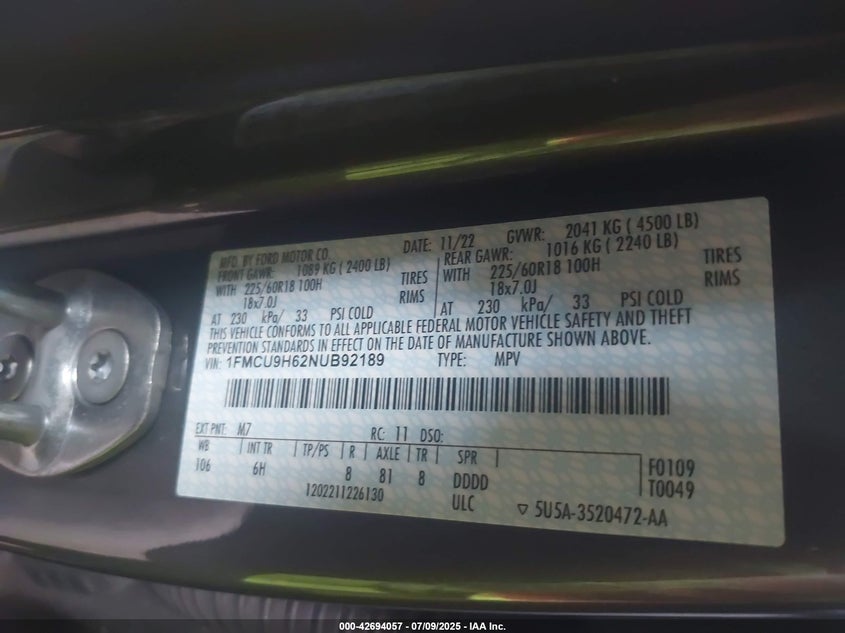 MFD. BY FORD MOTOR CO. DATE: 11/22 GVWR: 2041 KG ( 4500 LB)
FRONT GAWR: 1089 KG ( 2400 LB) REAR GAWR: 1016 KG ( 2240 LB)
WITH 225/60R18 100H TIRES WITH 225/60R18 100H TIRES
18x7.0J RIMS 18x7.0J RIMS
AT 230 kPa/ 33 PSI COLD AT 230 kPa/ 33 PSI COLD
THIS VEHICLE CONFORMS TO ALL APPLICABLE FEDERAL MOTOR VEHICLE SAFETY AND THEFT
PREVENTION STANDARDS IN EFFECT ON THE DATE OF MANUFACTURE SHOWN ABOVE.
VIN: 1FMCU9H62NUB92189 TYPE: MPV
EXT PNT: M7 RC: 11 DSO:
WB INT TR TP/PS R AXLE TR SPR
106 6H 8 81 8 DDDD
F0109
T0049
1202211226130 ULC
▽ 5U5A-3520472-AA
000-42694057 - 07/09/2025 - IAA Inc.